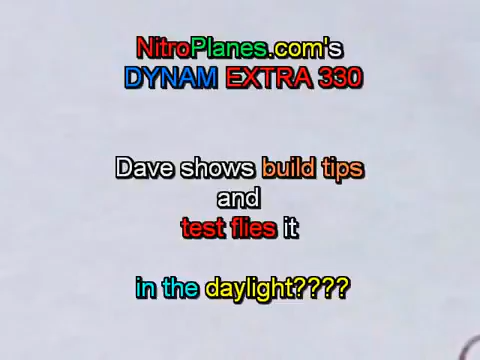 NitroPlanes.com's
DYNAM EXTRA 330
Dave shows build tips
and
test flies it
in the daylight????